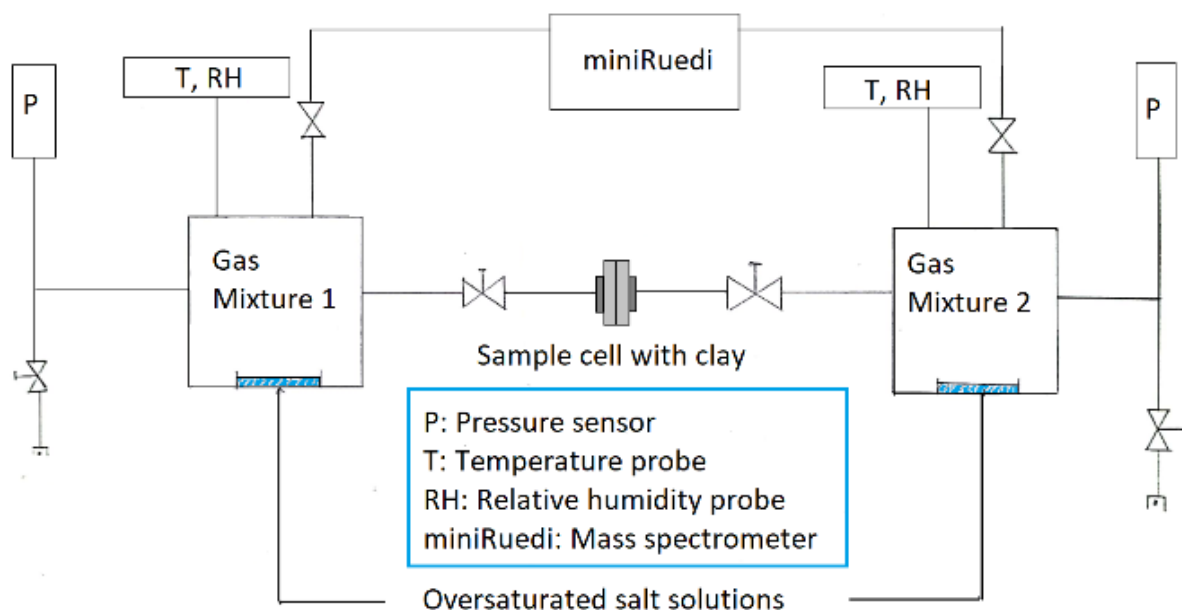 miniRuedi
T, RH
T, RH
P
P
Gas
Mixture 1
Gas
Mixture 2
Sample cell with clay
P: Pressure sensor
T: Temperature probe
RH: Relative humidity probe
miniRuedi: Mass spectrometer
Oversaturated salt solutions